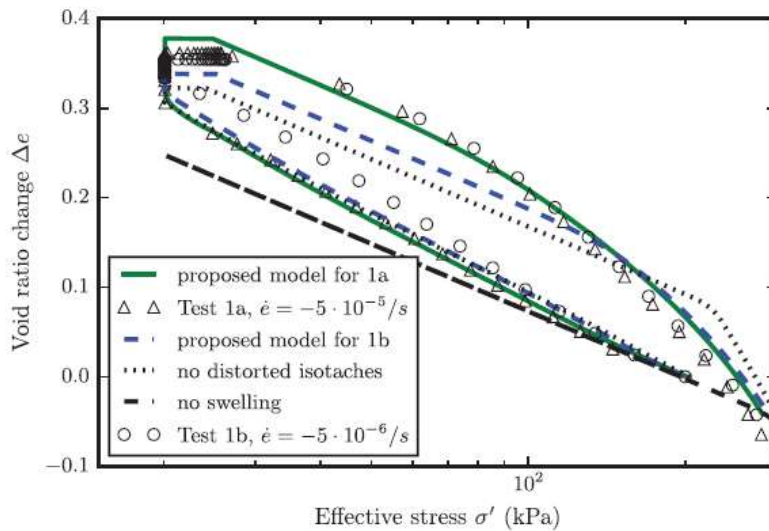 0.4
0.3
0.2
0.1
0.0
−0.1
Void ratio change Δe
proposed model for 1a
Test 1a, ė = −5 · 10⁻⁵/s
proposed model for 1b
no distorted isotaches
no swelling
Test 1b, ė = −5 · 10⁻⁶/s
10²
Effective stress σ′ (kPa)